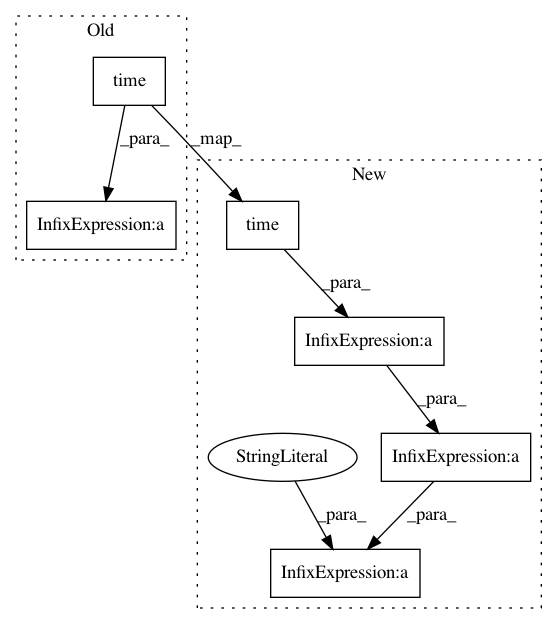 Old
time
_para_
_map_
New
InfixExpression:a
time
_para_
InfixExpression:a
_para_
StringLiteral
InfixExpression:a
_para_
_para_
InfixExpression:a